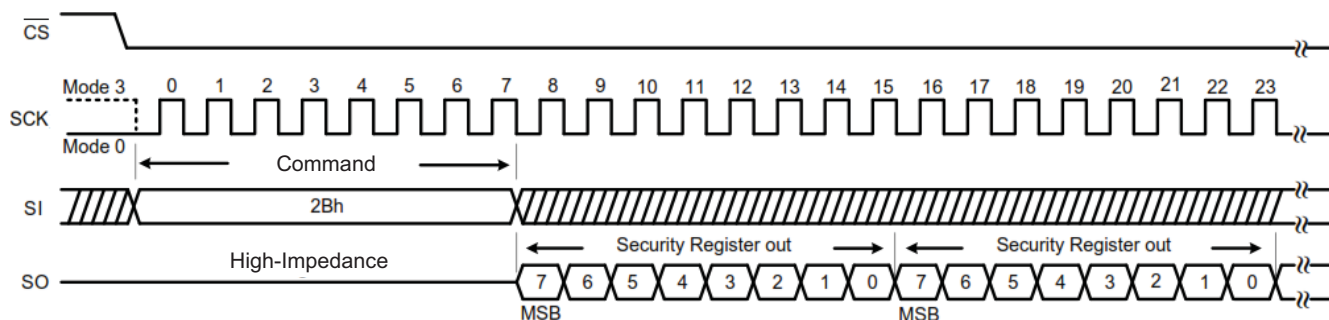 CS
Mode 3 0 1 2 3 4 5 6 7 8 9 10 11 12 13 14 15 16 17 18 19 20 21 22 23
SCK
Mode 0
Command
SI 2Bh
Security Register out Security Register out
High-Impedance
SO 7 6 5 4 3 2 1 0 7 6 5 4 3 2 1 0
MSB MSB